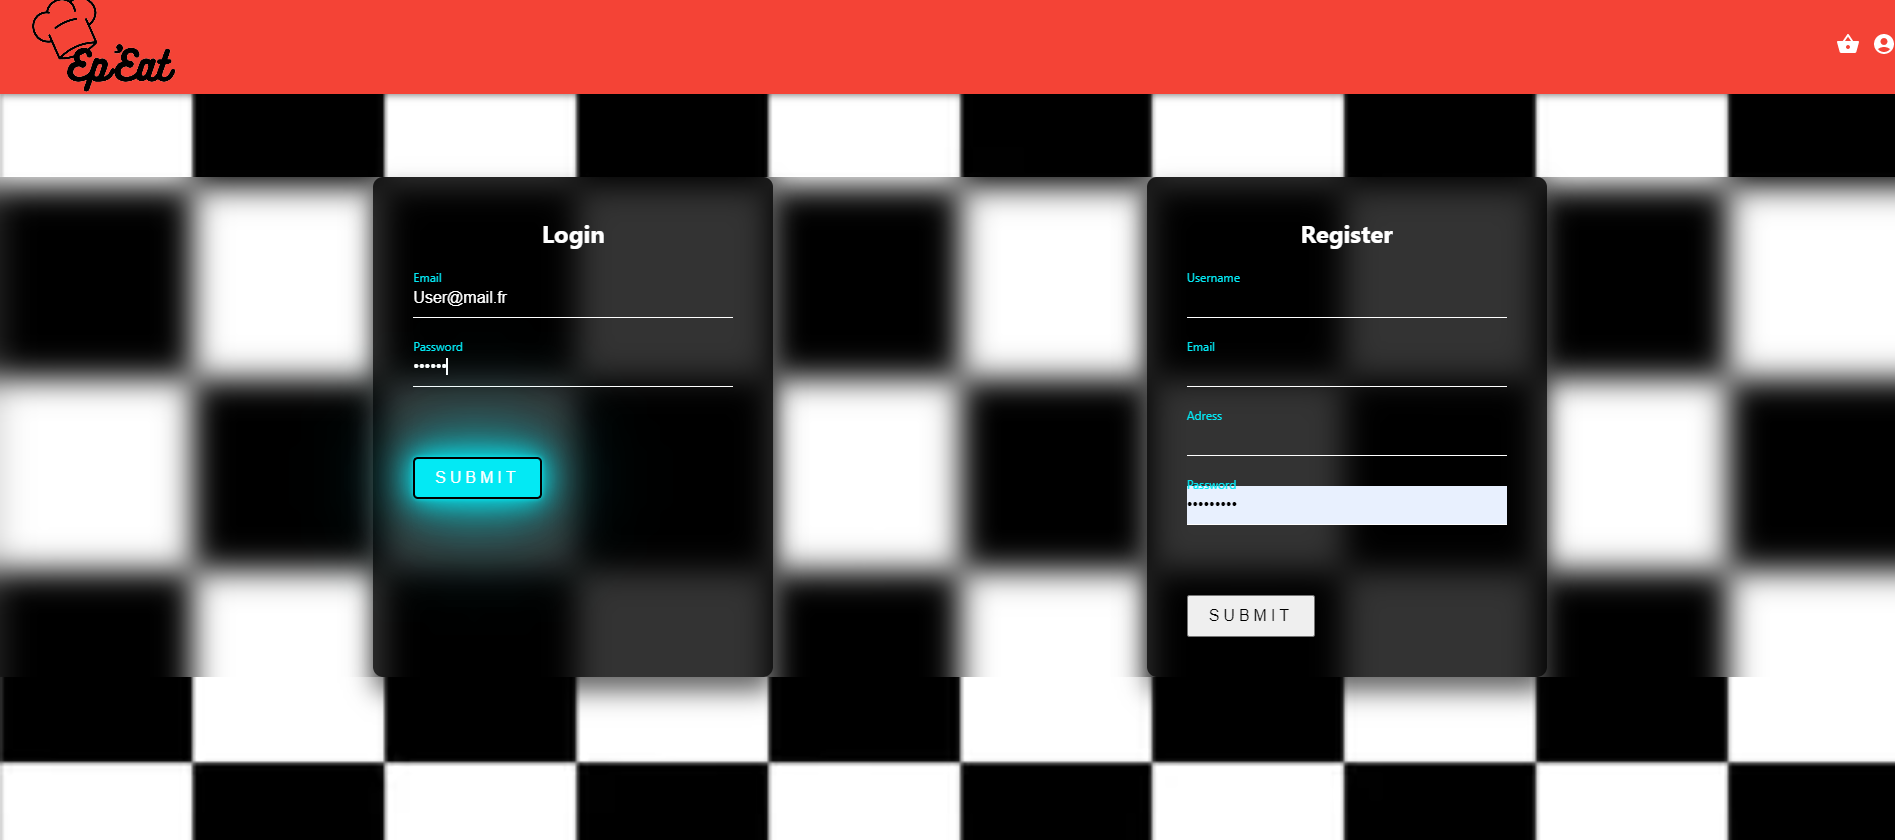 Ep'Eat
Login
Email
User@mail.fr
Password
••••••
SUBMIT
Register
Username
Email
Adress
Password
•••••••••
SUBMIT